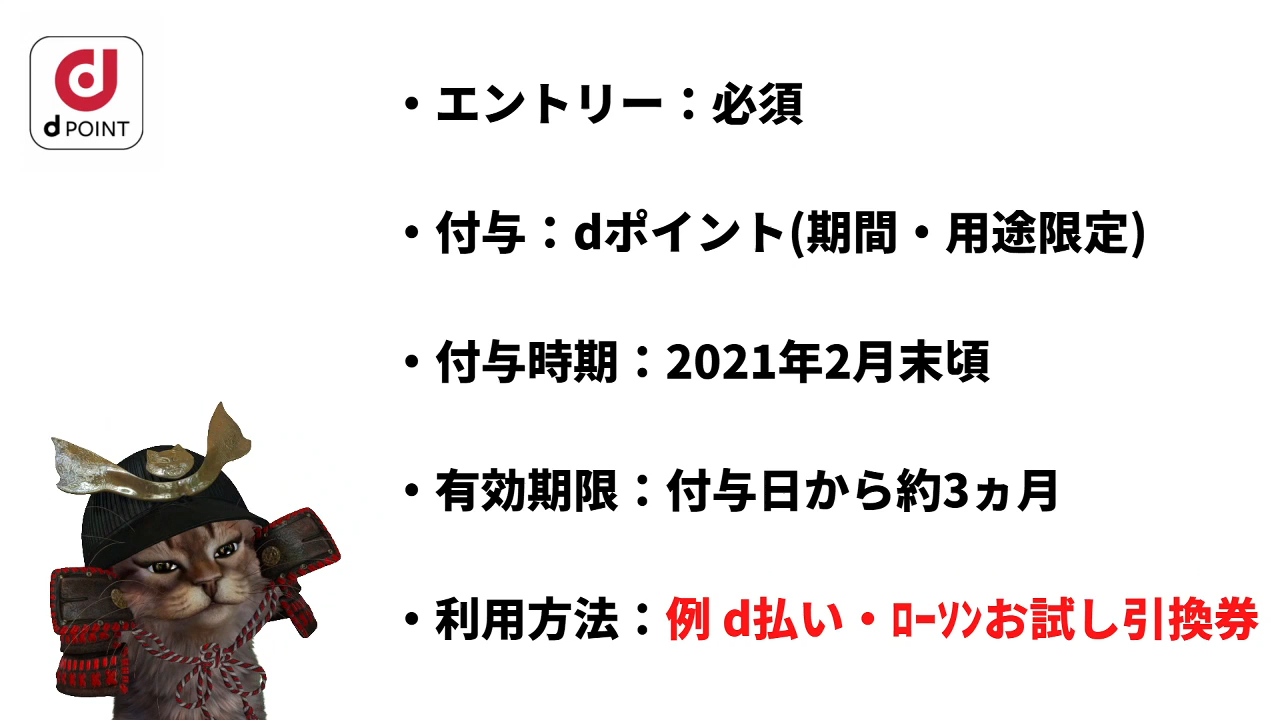 d POINT
・エントリー：必須
・付与：dポイント(期間・用途限定)
・付与時期：2021年2月末頃
・有効期限：付与日から約3ヵ月
・利用方法：例 d払い・ﾛｰｿﾝお試し引換券